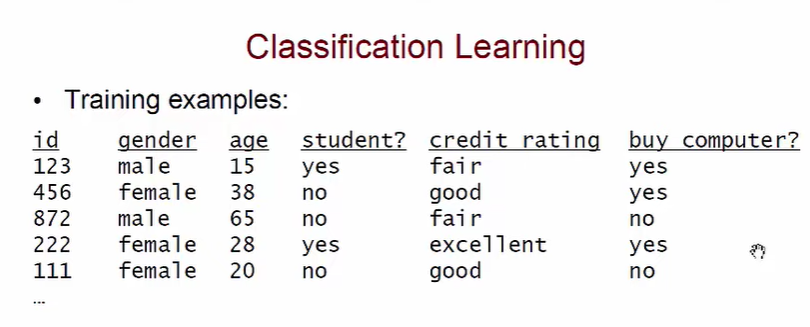 Classification Learning
• Training examples:
id gender age student? credit rating buy computer?
123 male 15 yes fair yes
456 female 38 no good yes
872 male 65 no fair no
222 female 28 yes excellent yes
111 female 20 no good no
…